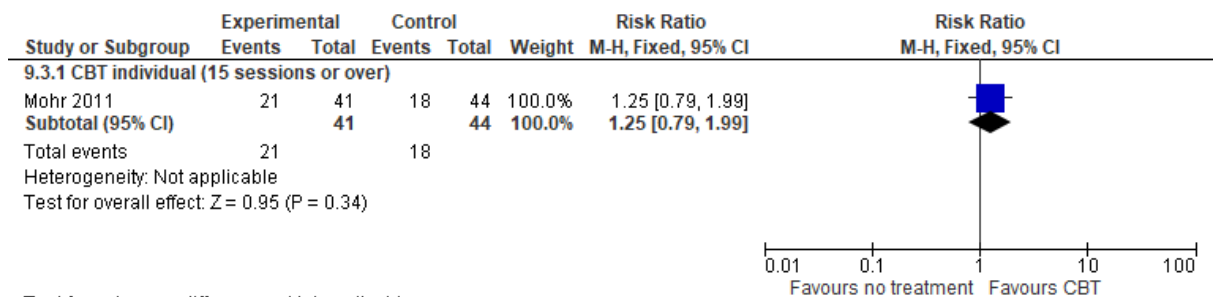 Experimental Control Risk Ratio Risk Ratio
Study or Subgroup Events Total Events Total Weight M-H, Fixed, 95% CI M-H, Fixed, 95% CI
9.3.1 CBT individual (15 sessions or over)
Mohr 2011 21 41 18 44 100.0% 1.25 [0.79, 1.99]
Subtotal (95% CI) 41 44 100.0% 1.25 [0.79, 1.99]
Total events 21 18
Heterogeneity: Not applicable
Test for overall effect: Z = 0.95 (P = 0.34)
0.01 0.1 1 10 100
Favours no treatment Favours CBT